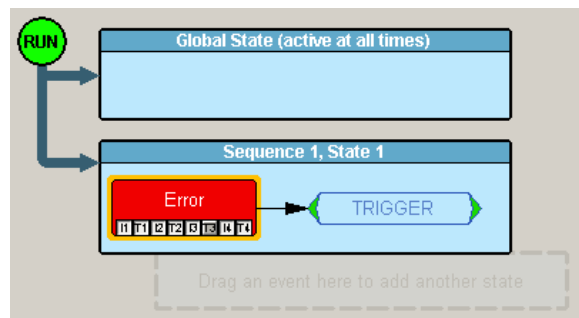 RUN
Global State (active at all times)
Sequence 1, State 1
Error
I1 T1 I2 T2 I3 T3 I4 T4
TRIGGER
Drag an event here to add another state